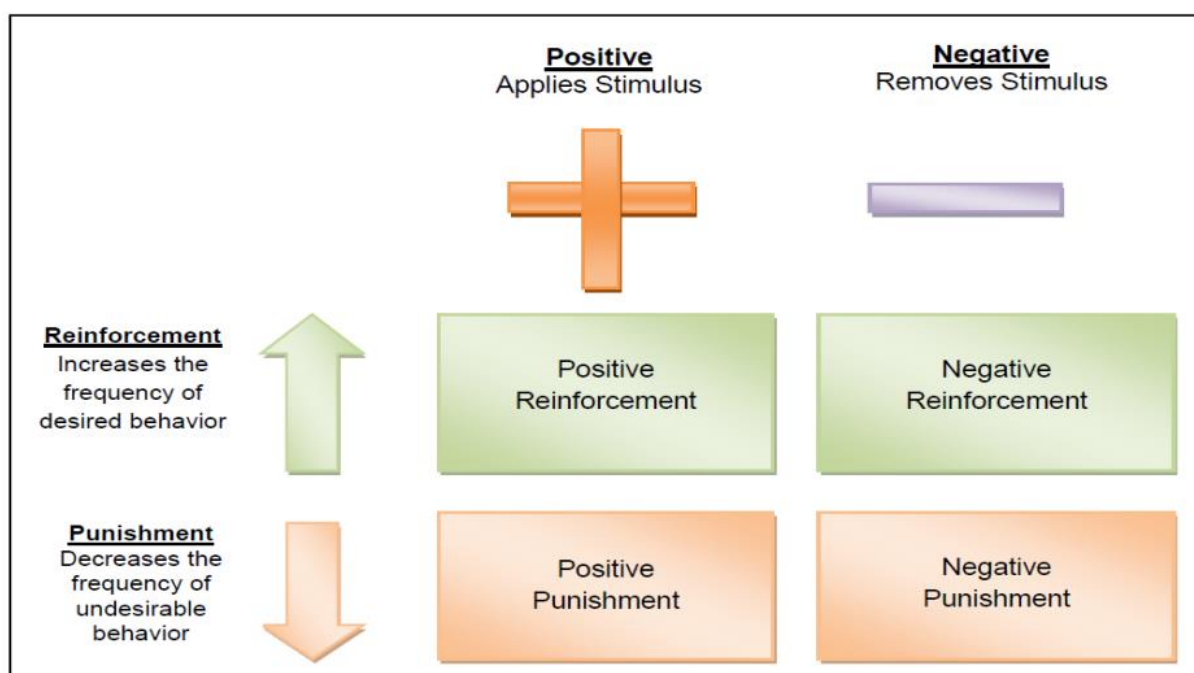 Positive
Applies Stimulus
Negative
Removes Stimulus
Reinforcement
Increases the
frequency of
desired behavior
Positive
Reinforcement
Negative
Reinforcement
Punishment
Decreases the
frequency of
undesirable
behavior
Positive
Punishment
Negative
Punishment